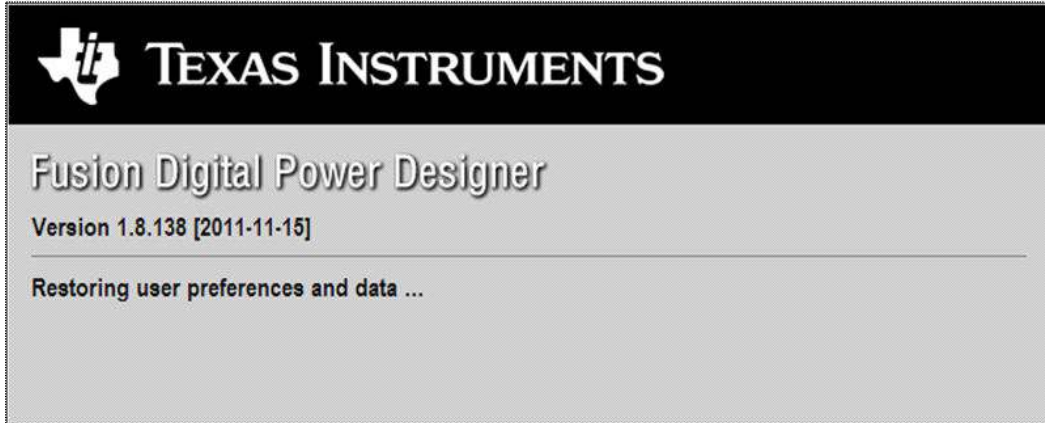 TEXAS INSTRUMENTS
Fusion Digital Power Designer
Version 1.8.138 [2011-11-15]
Restoring user preferences and data ...